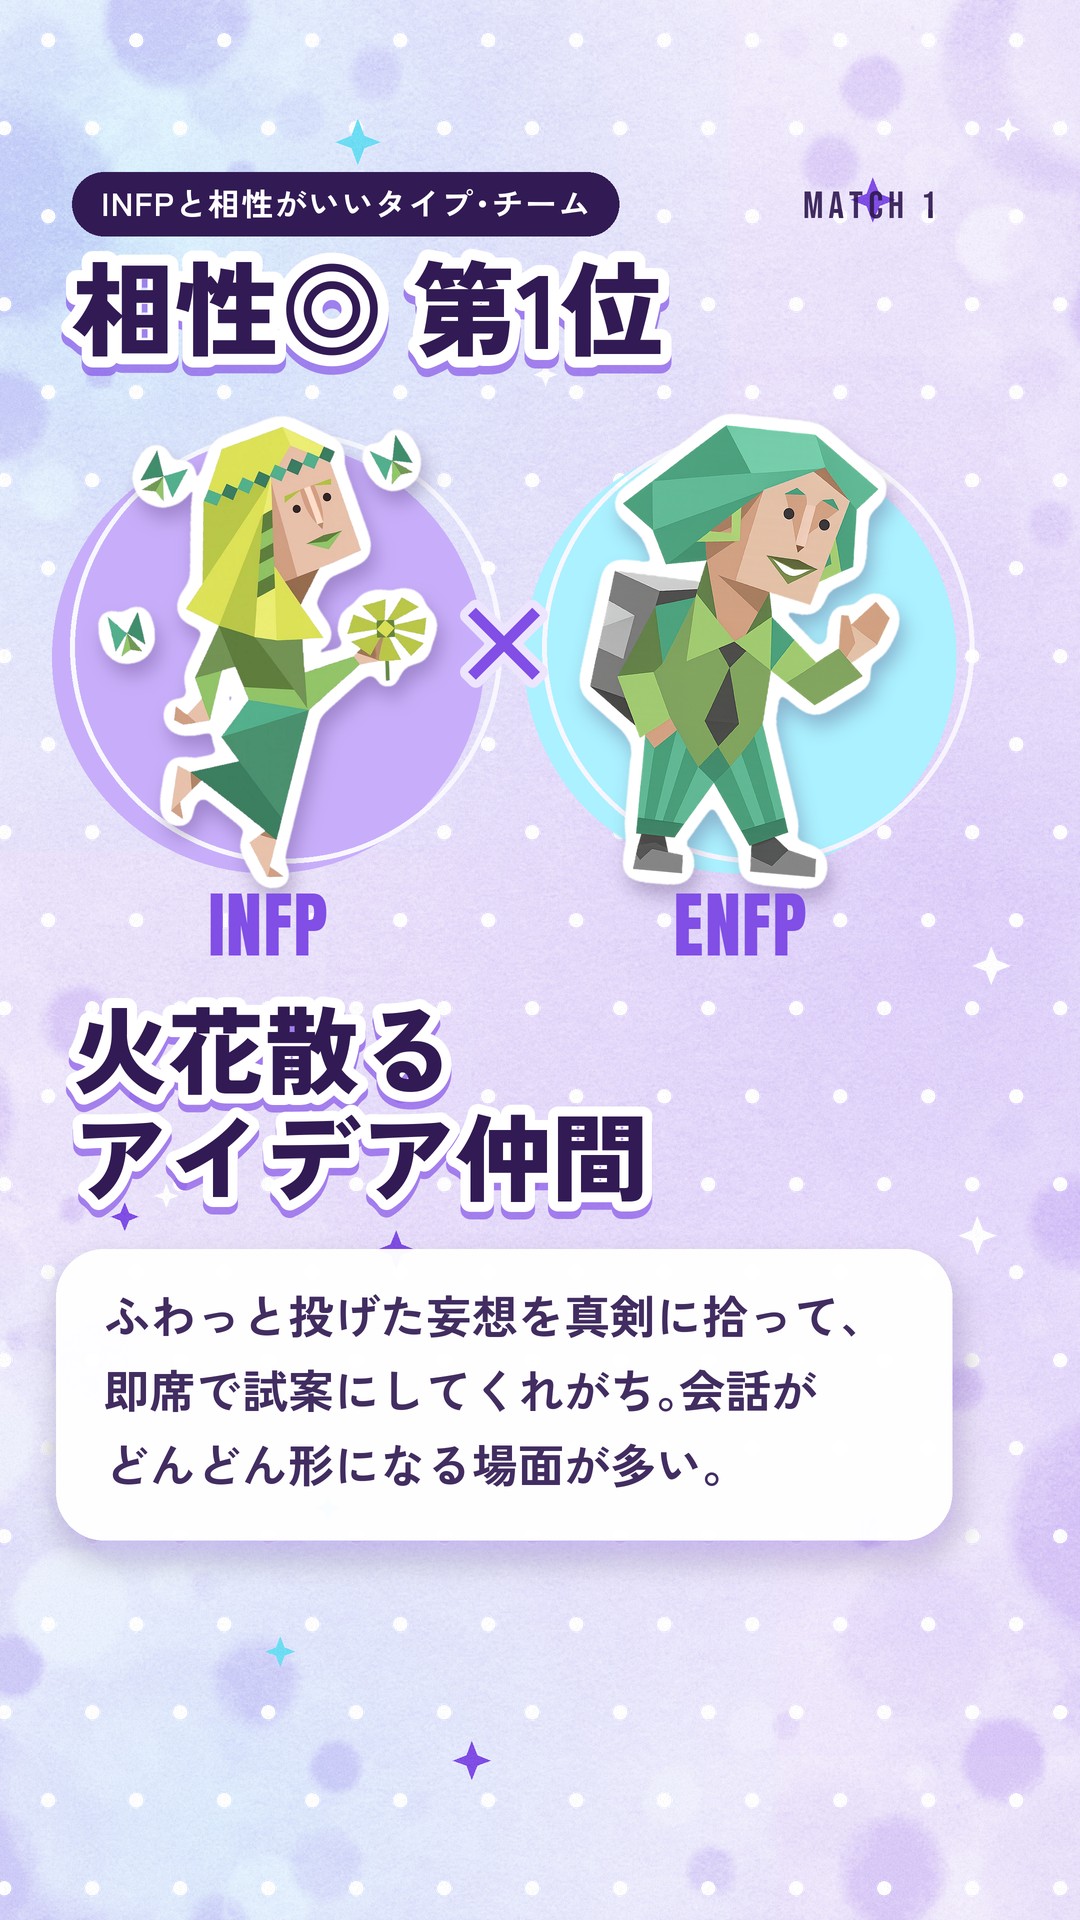 INFPと相性がいいタイプ・チーム
MATCH 1
相性◎ 第1位
INFP
×
ENFP
火花散る
アイデア仲間
ふわっと投げた妄想を真剣に拾って、
即席で試案にしてくれがち。会話が
どんどん形になる場面が多い。